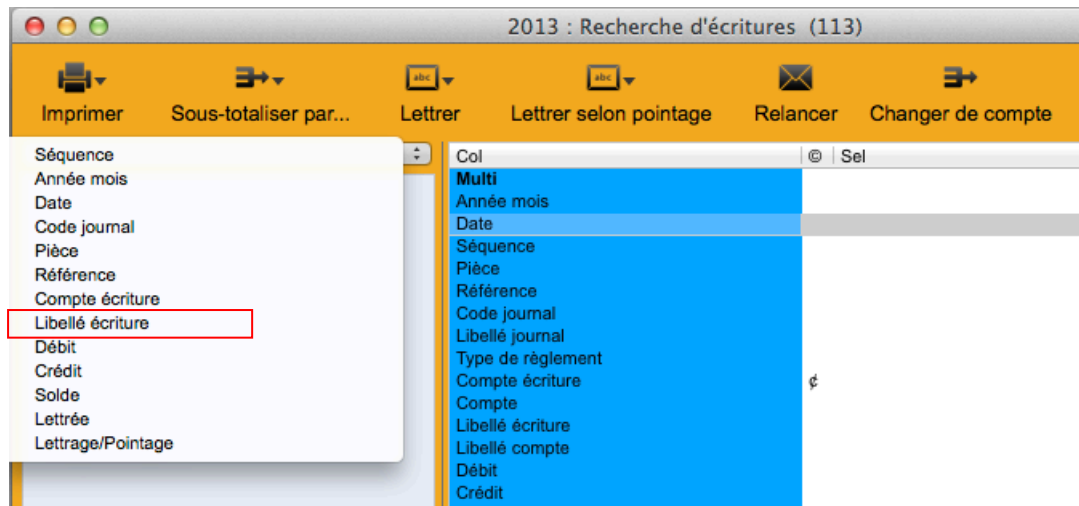 2013 : Recherche d'écritures (113)
Imprimer Sous-totaliser par... Lettrer Lettrer selon pointage Relancer Changer de compte
Séquence
Année mois
Date
Code journal
Pièce
Référence
Compte écriture
Libellé écriture
Débit
Crédit
Solde
Lettrée
Lettrage/Pointage
Col © Sel
Multi
Année mois
Date
Séquence
Pièce
Référence
Code journal
Libellé journal
Type de règlement
Compte écriture ¢
Compte
Libellé écriture
Libellé compte
Débit
Crédit